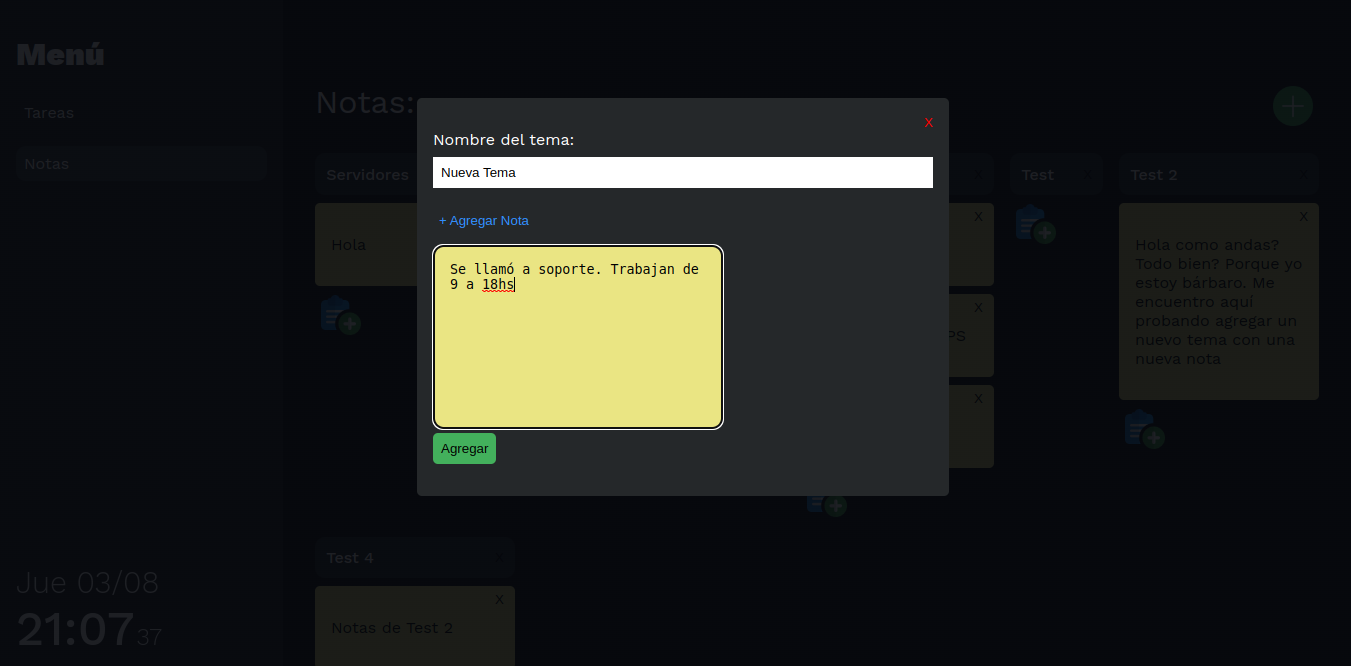 Menú
Tareas
Notas
Jue 03/08
21:07 37
Notas:
Servidores
Hola
X
Nombre del tema:
Nueva Tema
+ Agregar Nota
Se llamó a soporte. Trabajan de
9 a 18hs
Agregar
X
X
PS
X
Test
X
Test 2
X
X
Hola como andas?
Todo bien? Porque yo
estoy bárbaro. Me
encuentro aquí
probando agregar un
nuevo tema con una
nueva nota
Test 4
X
Notas de Test 2